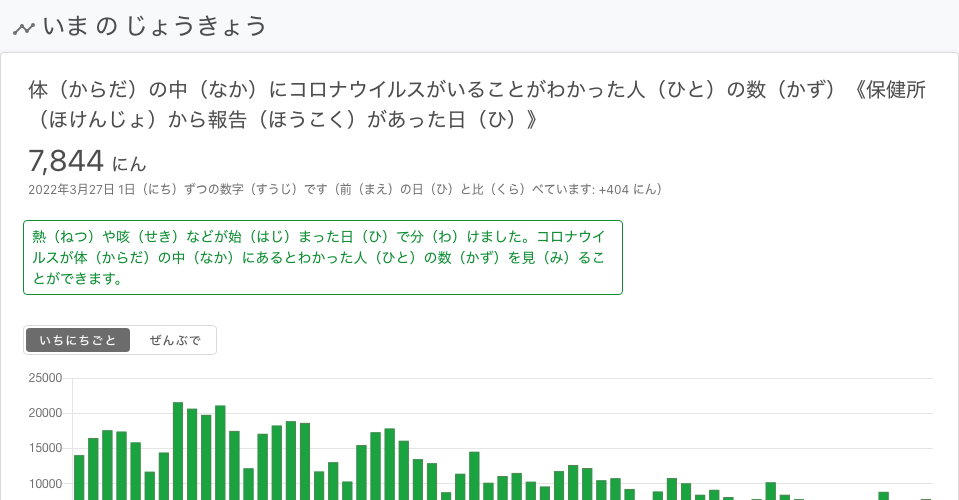 いま の じょうきょう
体（からだ）の中（なか）にコロナウイルスがいることがわかった人（ひと）の数（かず）《保健所
（ほけんじょ）から報告（ほうこく）があった日（ひ）》
7,844 にん
2022年3月27日 1日（にち）ずつの数字（すうじ）です（前（まえ）の日（ひ）と比（くら）べています: +404 にん）
熱（ねつ）や咳（せき）などが始（はじ）まった日（ひ）で分（わ）けました。コロナウイ
ルスが体（からだ）の中（なか）にあるとわかった人（ひと）の数（かず）を見（み）るこ
とができます。
いちにちごと ぜんぶで
25000
20000
15000
10000